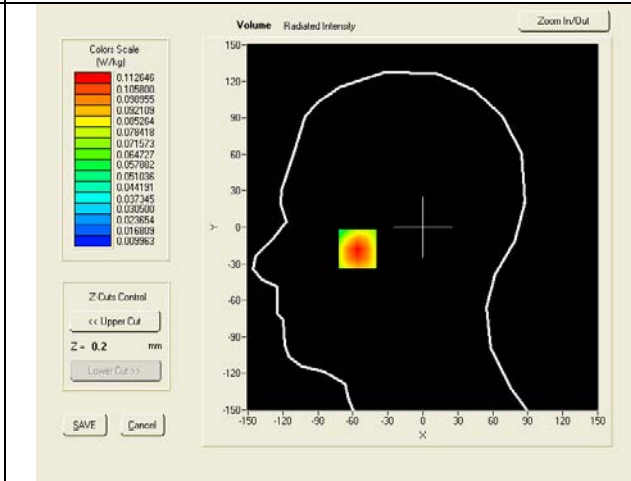 Volume Radiated Intensity
Zoom In/Out
Colors Scale
(W/kg)
0.112646
0.105800
0.098955
0.092109
0.085264
0.078418
0.071573
0.064727
0.057882
0.051036
0.044191
0.037345
0.030500
0.023654
0.016809
0.009963
Z-Cuts Control
<< Upper Cut
Z = 0.2 mm
Lower Cut >>
SAVE Cancel
150-
120-
90-
60-
30-
Y 0-
-30-
-60-
-90-
-120-
-150-
-150 -120 -90 -60 -30 0 30 60 90 120 150
X